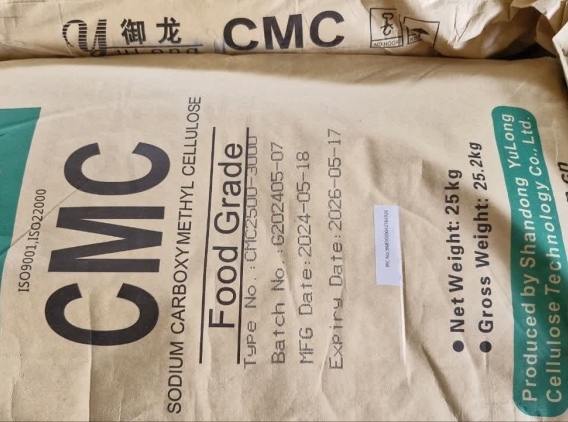 御龙
CMC
ISO9001,ISO22000
CMC
SODIUM CARBOXYMETHYL CELLULOSE
Food Grade
Type No.: CMC2500-3000
Batch No. G202405-07
MFG Date:2024-05-18
Expiry Date:2026-05-17
● Net Weight: 25kg
● Gross Weight: 25.2kg
Produced by Shandong YuLong
Cellulose Technology Co., Ltd.